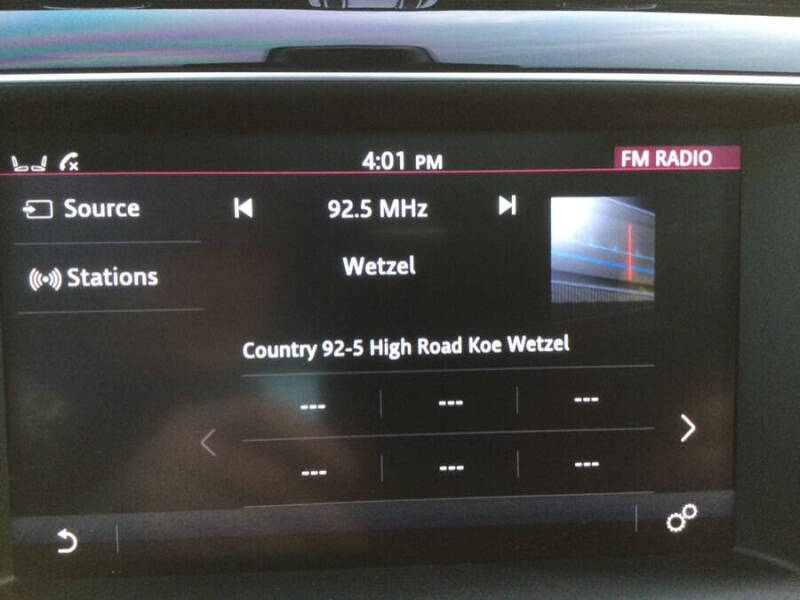 4:01 PM
FM RADIO
Source
92.5 MHz
Stations
Wetzel
Country 92-5 High Road Koe Wetzel
--- --- ---
--- --- ---